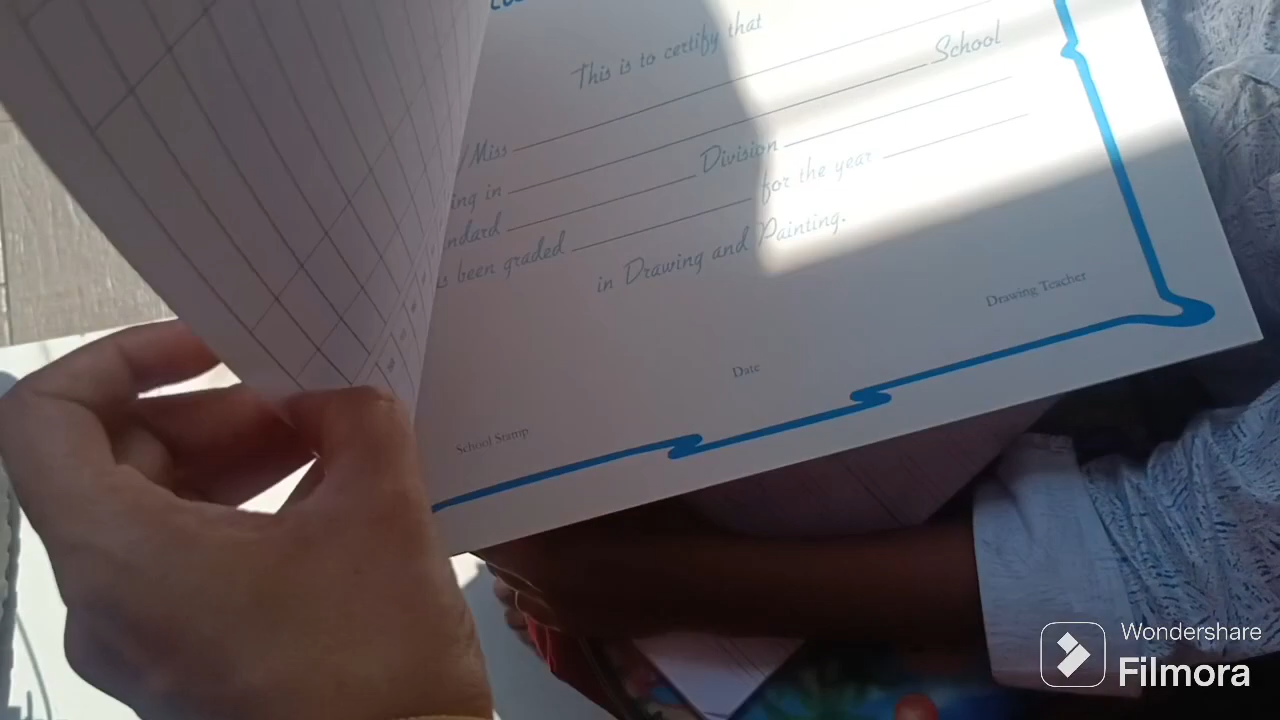 This is to certify that
/Miss
School
ing in
Division
ndard
for the year
s been graded
in Drawing and Painting.
Drawing Teacher
Date
School Stamp
Wondershare
Filmora